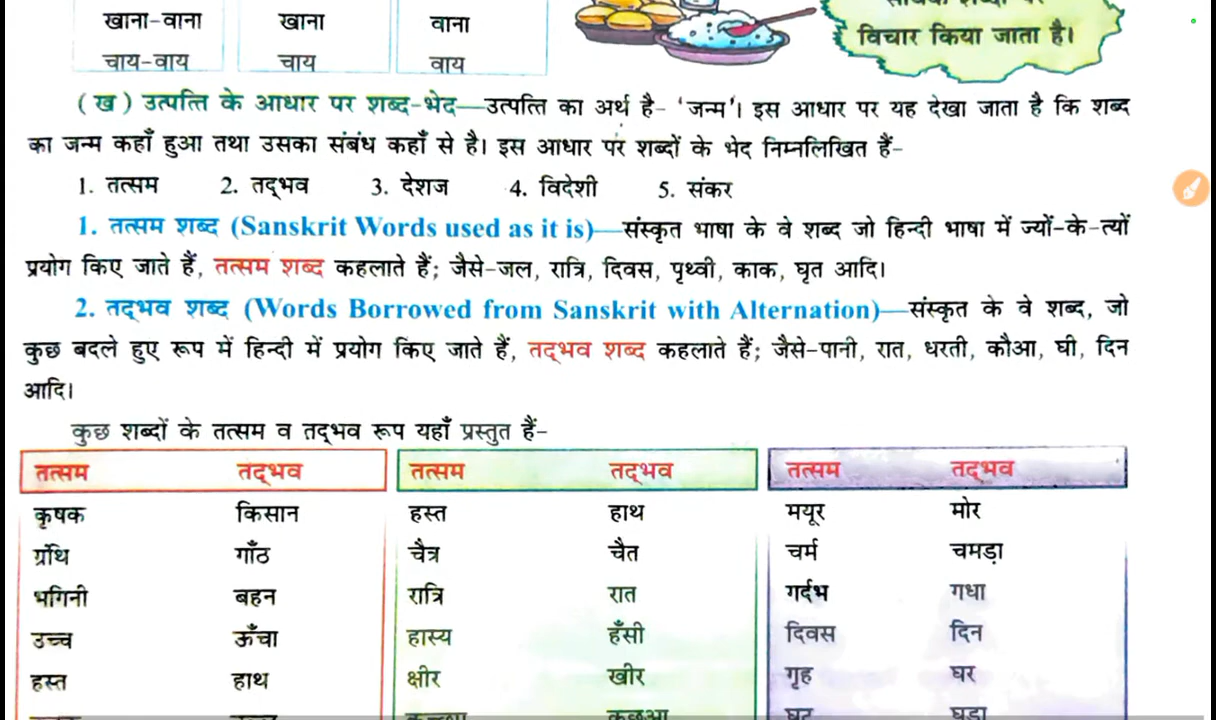 खाना-वाना खाना वाना
चाय-वाय चाय वाय
विचार किया जाता है।
(ख) उत्पत्ति के आधार पर शब्द-भेद—उत्पत्ति का अर्थ है- 'जन्म'। इस आधार पर यह देखा जाता है कि शब्द
का जन्म कहाँ हुआ तथा उसका संबंध कहाँ से है। इस आधार पर शब्दों के भेद निम्नलिखित हैं-
1. तत्सम 2. तद्‌भव 3. देशज 4. विदेशी 5. संकर
1. तत्सम शब्द (Sanskrit Words used as it is)—संस्कृत भाषा के वे शब्द जो हिन्दी भाषा में ज्यों-के-त्यों
प्रयोग किए जाते हैं, तत्सम शब्द कहलाते हैं; जैसे-जल, रात्रि, दिवस, पृथ्वी, काक, घृत आदि।
2. तद्‌भव शब्द (Words Borrowed from Sanskrit with Alternation)—संस्कृत के वे शब्द, जो
कुछ बदले हुए रूप में हिन्दी में प्रयोग किए जाते हैं, तद्‌भव शब्द कहलाते हैं; जैसे-पानी, रात, धरती, कौआ, घी, दिन
आदि।
कुछ शब्दों के तत्सम व तद्‌भव रूप यहाँ प्रस्तुत हैं-
तत्सम तद्‌भव तत्सम तद्‌भव तत्सम तद्‌भव
कृषक किसान हस्त हाथ मयूर मोर
ग्रंथि गाँठ चैत्र चैत चर्म चमड़ा
भगिनी बहन रात्रि रात गर्दभ गधा
उच्च ऊँचा हास्य हँसी दिवस दिन
हस्त हाथ क्षीर खीर गृह घर